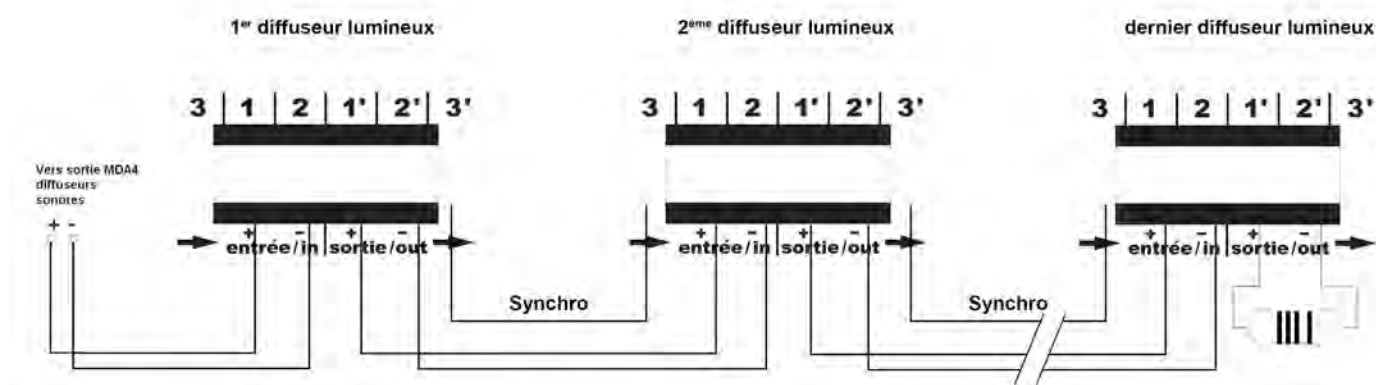 1er diffuseur lumineux
2ème diffuseur lumineux
dernier diffuseur lumineux
3 1 2 1' 2' 3'
3 1 2 1' 2' 3'
3 1 2 1' 2' 3'
Vers sortie MDA4
diffuseurs
sonores
+ -
+ - + -
entrée/in sortie/out
+ - + -
entrée/in sortie/out
+ - + -
entrée/in sortie/out
Synchro
Synchro